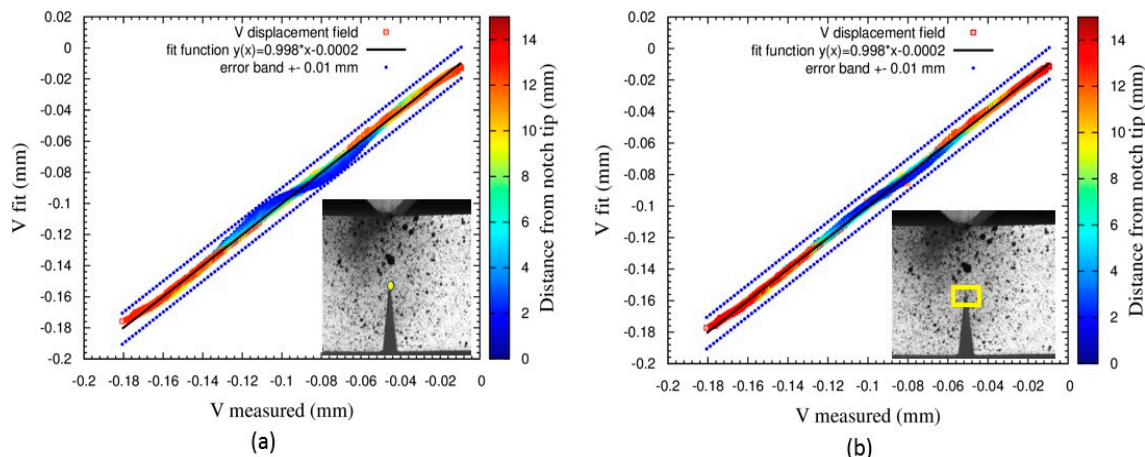 V displacement field
fit function y(x)=0.998*x-0.0002
error band +- 0.01 mm
0
-0.02
-0.04
-0.06
-0.08
-0.1
-0.12
-0.14
-0.16
-0.18
-0.2
V fit (mm)
-0.2 -0.18 -0.16 -0.14 -0.12 -0.1 -0.08 -0.06 -0.04 -0.02 0
V measured (mm)
14
12
10
8
6
4
2
0
Distance from notch tip (mm)
(a)
V displacement field
fit function y(x)=0.998*x-0.0002
error band +- 0.01 mm
0
-0.02
-0.04
-0.06
-0.08
-0.1
-0.12
-0.14
-0.16
-0.18
-0.2
V fit (mm)
-0.2 -0.18 -0.16 -0.14 -0.12 -0.1 -0.08 -0.06 -0.04 -0.02 0
V measured (mm)
14
12
10
8
6
4
2
0
Distance from notch tip (mm)
(b)